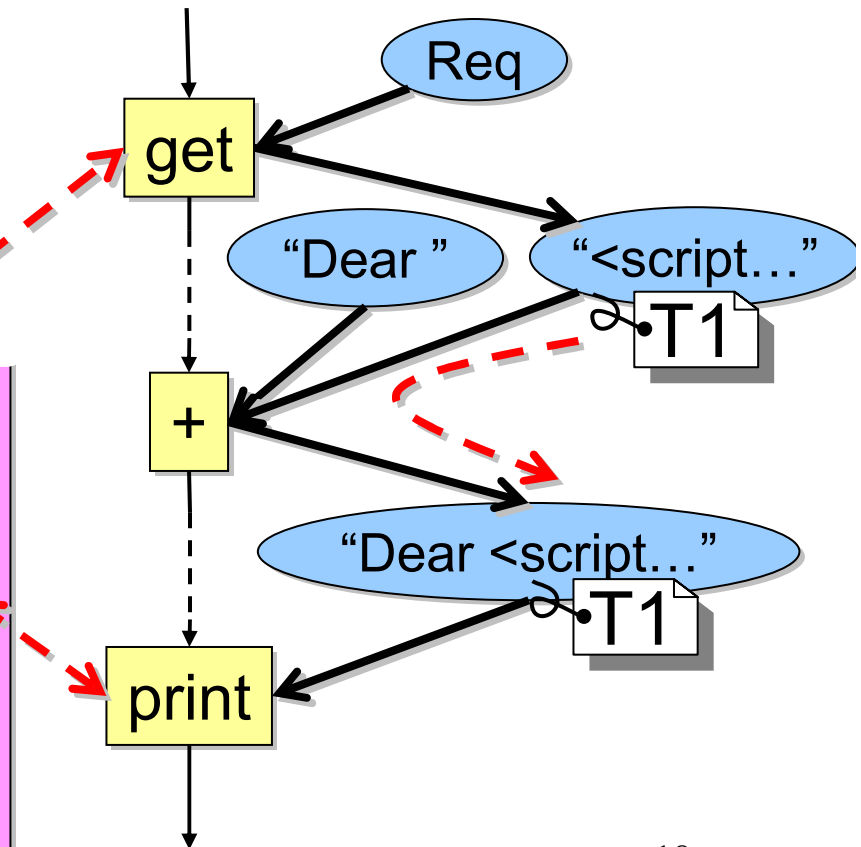 Req
get
“Dear ”
“<script…”
T1
+
“Dear <script…”
T1
print